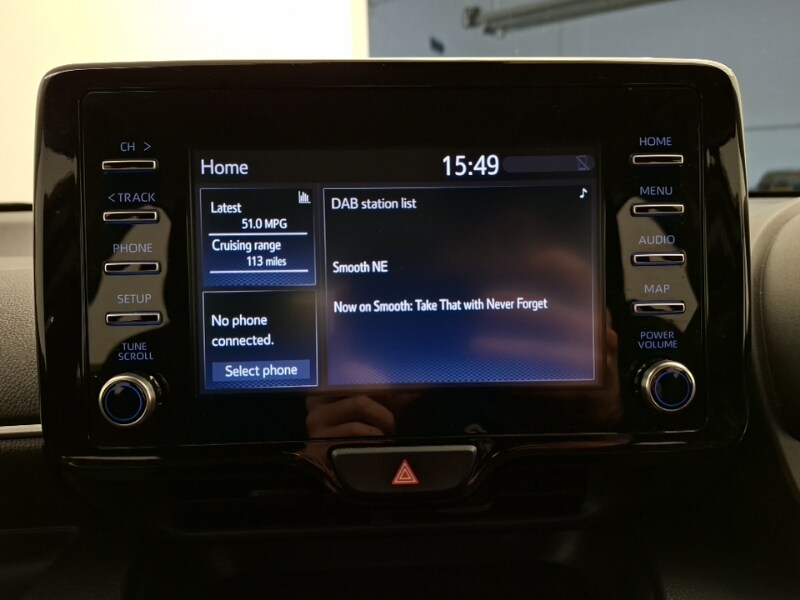 CH >
< TRACK
PHONE
SETUP
TUNE
SCROLL
Home
15:49
Latest
51.0 MPG
Cruising range
113 miles
No phone
connected.
Select phone
DAB station list
Smooth NE
Now on Smooth: Take That with Never Forget
HOME
MENU
AUDIO
MAP
POWER
VOLUME